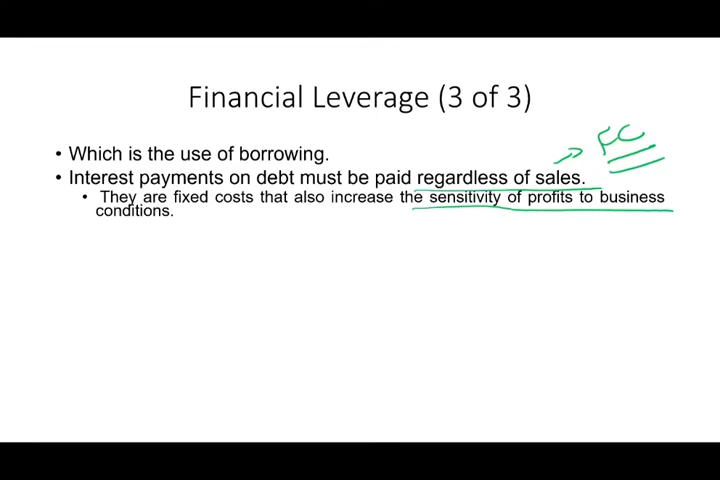 Financial Leverage (3 of 3)
FC
• Which is the use of borrowing.
• Interest payments on debt must be paid regardless of sales.
• They are fixed costs that also increase the sensitivity of profits to business
conditions.